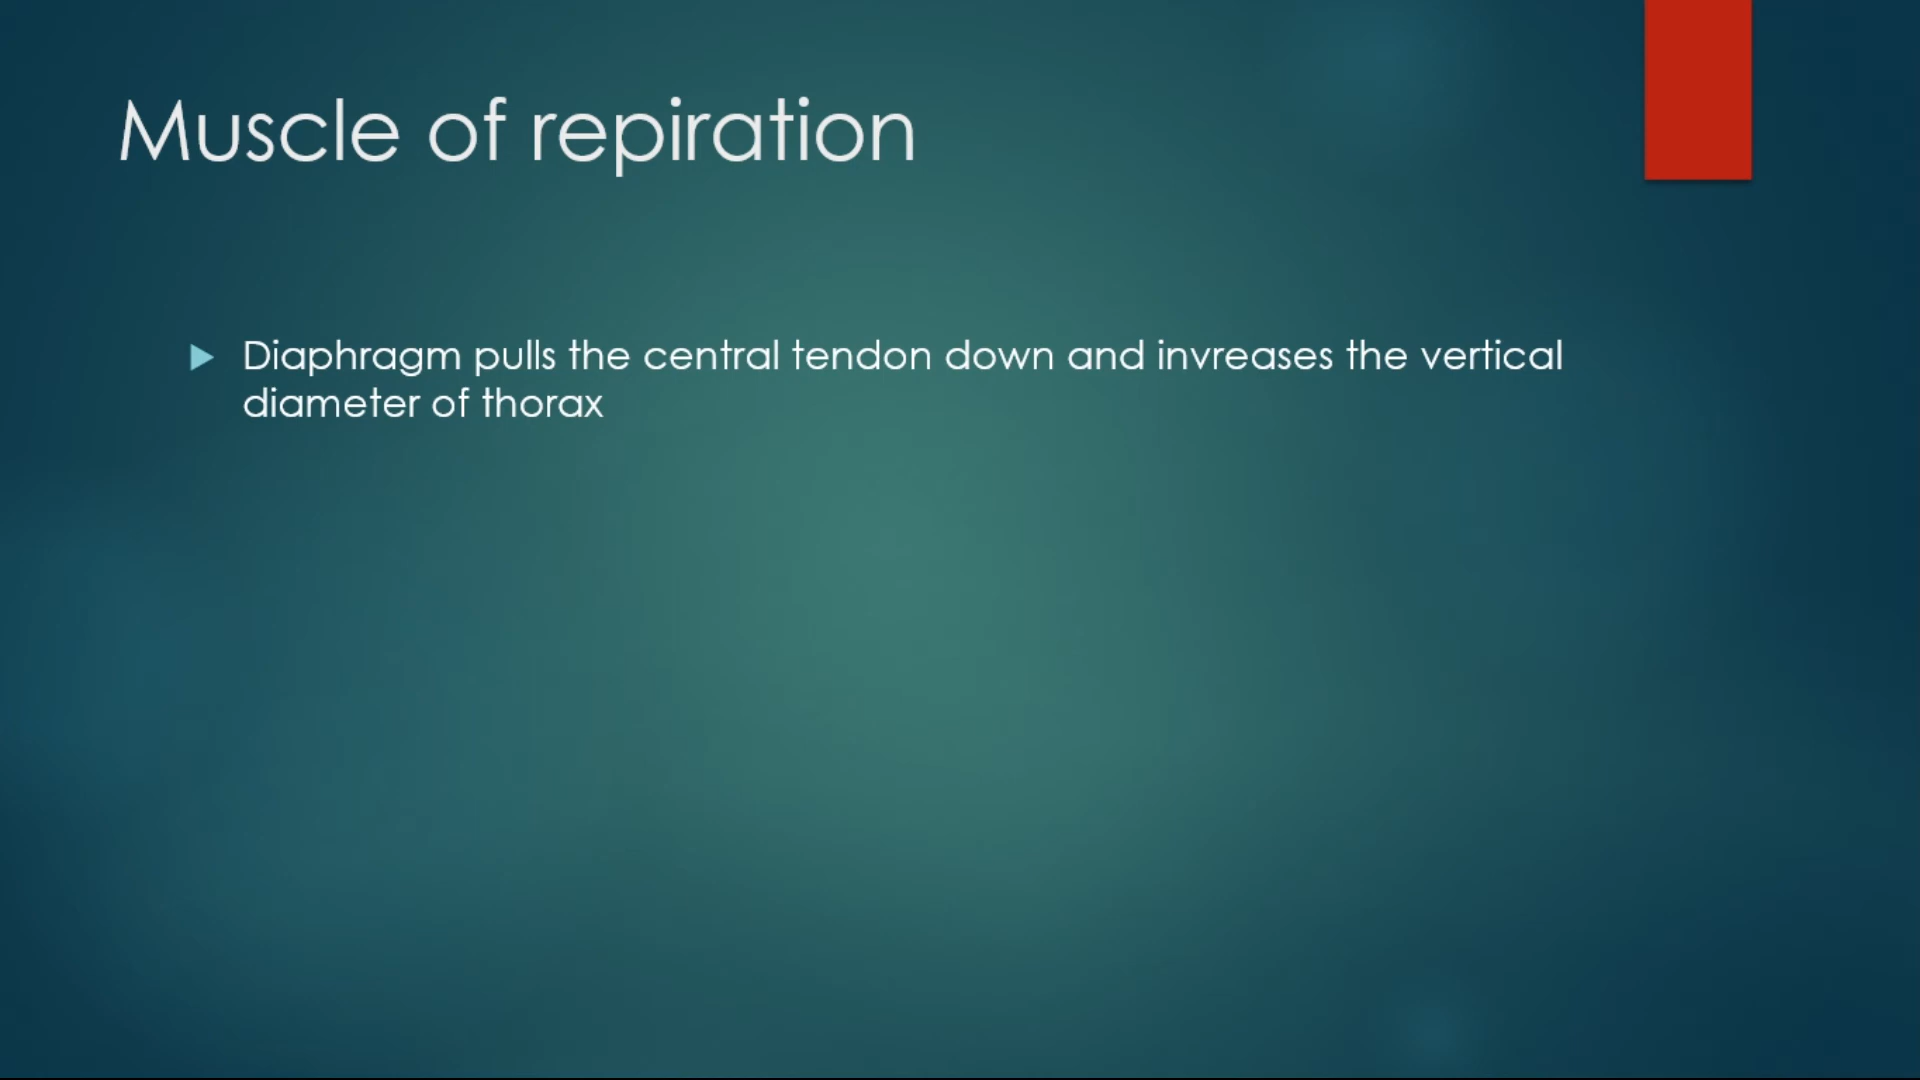 Muscle of repiration
Diaphragm pulls the central tendon down and invreases the vertical
diameter of thorax